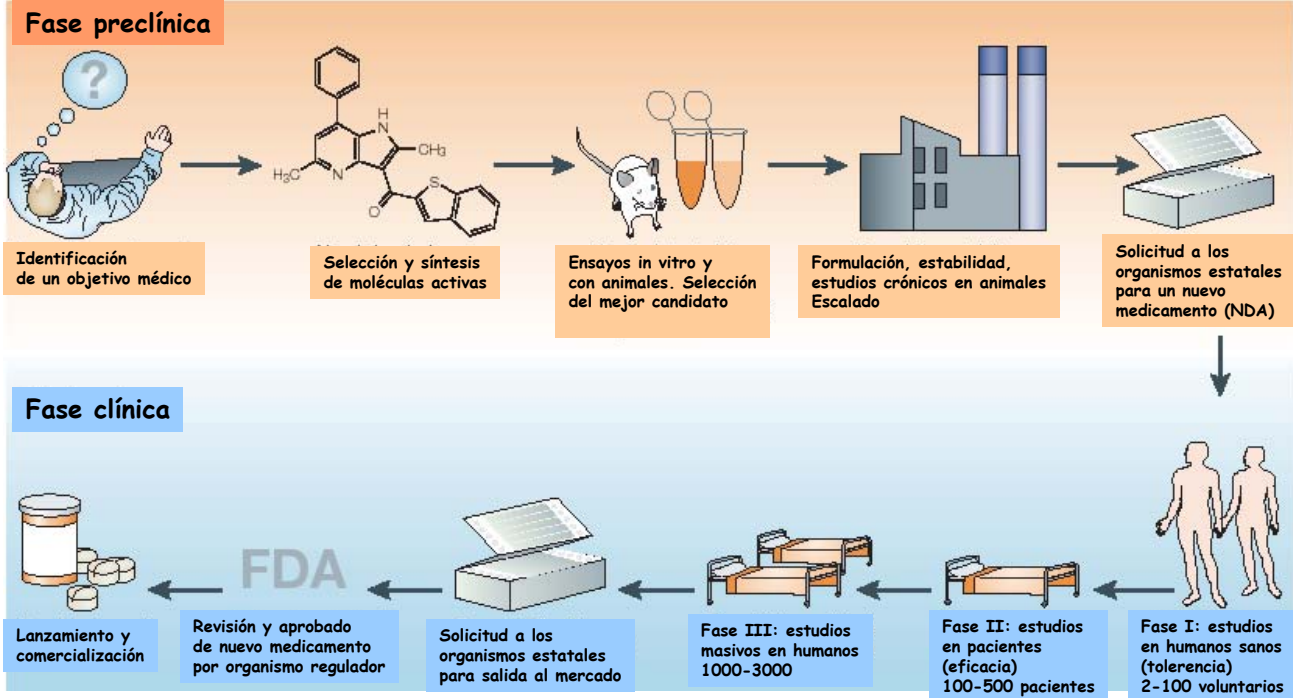 Fase preclínica
?
H
N
CH₃
H₃C
N
S
O
Identificación
de un objetivo médico
Selección y síntesis
de moléculas activas
Ensayos in vitro y
con animales. Selección
del mejor candidato
Formulación, estabilidad,
estudios crónicos en animales
Escalado
Solicitud a los
organismos estatales
para un nuevo
medicamento (NDA)
Fase clínica
FDA
Lanzamiento y
comercialización
Revisión y aprobado
de nuevo medicamento
por organismo regulador
Solicitud a los
organismos estatales
para salida al mercado
Fase III: estudios
masivos en humanos
1000-3000
Fase II: estudios
en pacientes
(eficacia)
100-500 pacientes
Fase I: estudios
en humanos sanos
(tolerencia)
2-100 voluntarios